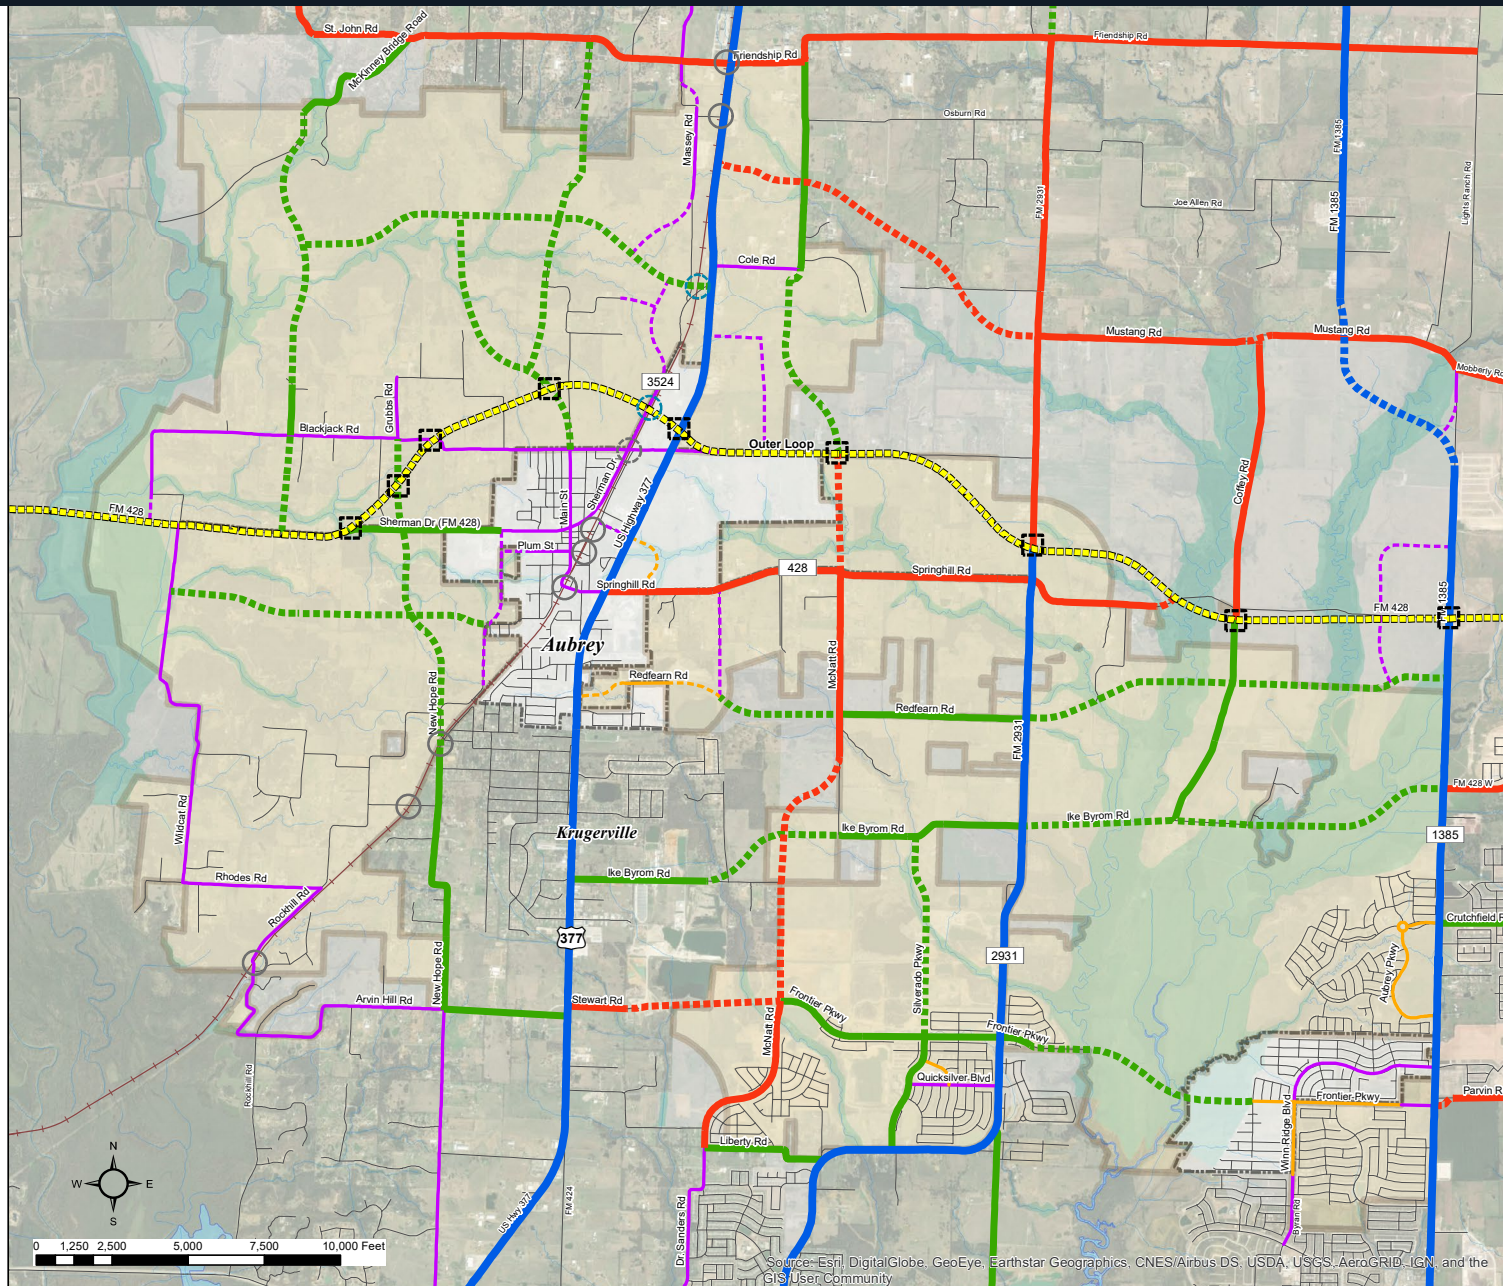 St. John Rd
McKinney Bridge Road
Friendship Rd
Friendship Rd
Massey Rd
Osburn Rd
FM 1385
FM 2931
FM 1385
Joe Allen Rd
Lights Ranch Rd
Cole Rd
Mustang Rd
Mustang Rd
Mobberly Rd
3524
Grubbs Rd
Blackjack Rd
Outer Loop
Sherman Dr
Main St
US Highway 377
Coffey Rd
FM 428
Sherman Dr (FM 428)
Plum St
428
Springhill Rd
Springhill Rd
FM 1385
FM 428
Aubrey
McNatt Rd
Redfearn Rd
New Hope Rd
Redfearn Rd
FM 2931
FM 428 W
Wildcat Rd
Krugerville
Ike Byrom Rd
Ike Byrom Rd
1385
Ike Byrom Rd
Rhodes Rd
Rockhill Rd
377
Crutchfield R
New Hope Rd
Silverado Pkwy
2931
Aubrey Pkwy
Arvin Hill Rd
Stewart Rd
Frontier Pkwy
McNatt Rd
Frontier Pkwy
Rockhill Rd
Quicksilver Blvd
Winn Ridge Blvd
Frontier Pkwy
Parvin R
Liberty Rd
N
W E
S
US Hwy 377
FM 424
Dr. Sanders Rd
Byran Rd
0 1,250 2,500 5,000 7,500 10,000 Feet
Source: Esri, DigitalGlobe, GeoEye, Earthstar Geographics, CNES/Airbus DS, USDA, USGS, AeroGRID, IGN, and the
GIS User Community